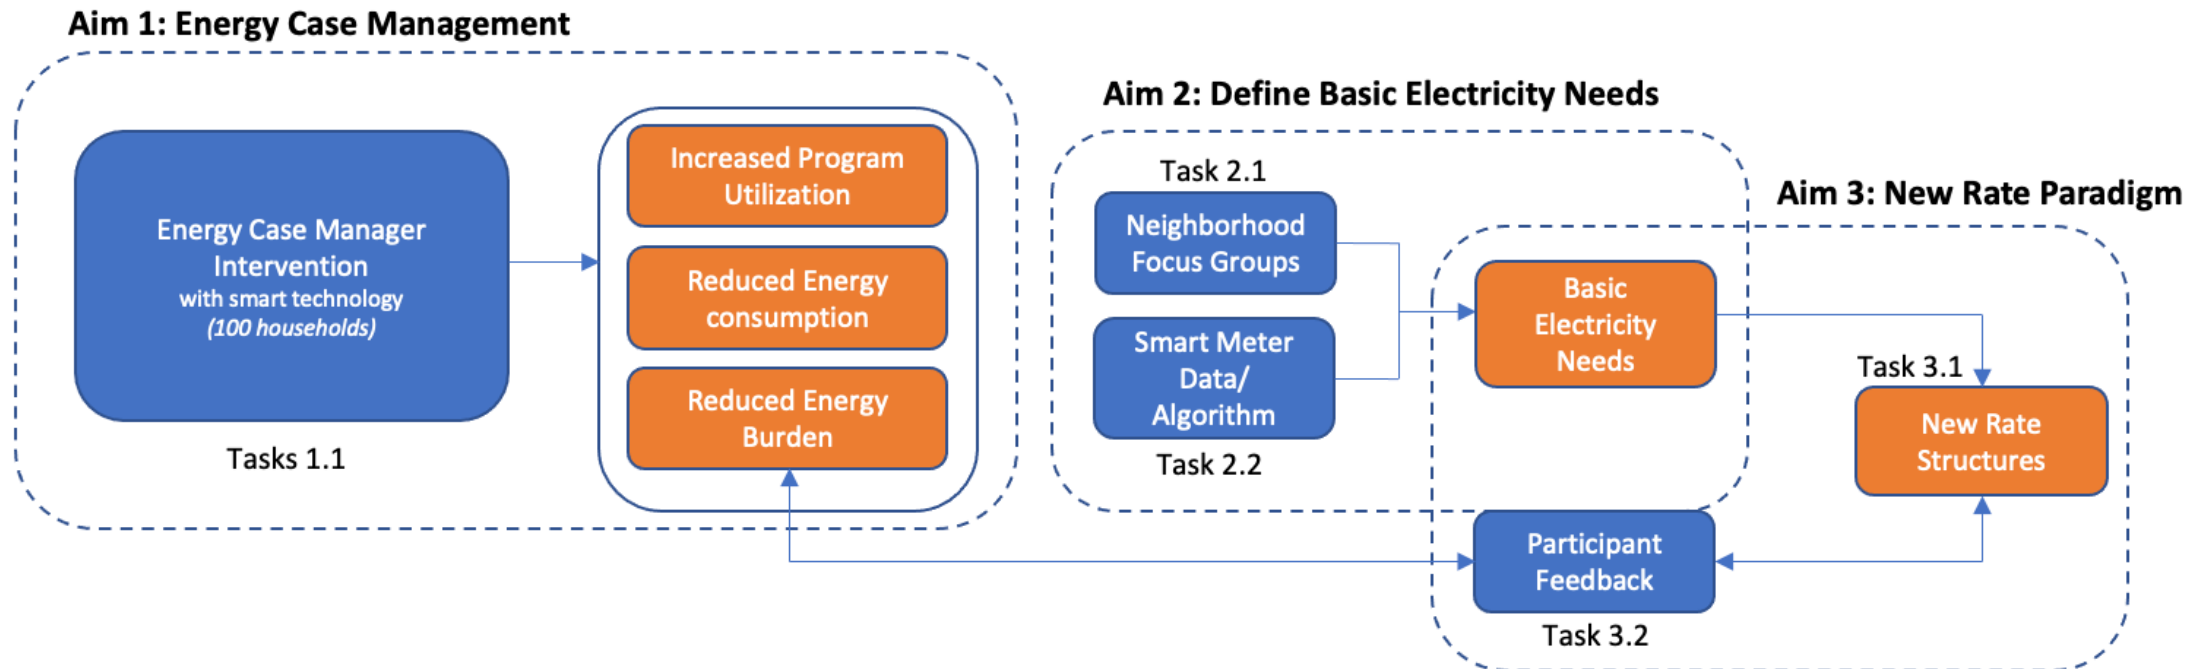 Aim 1: Energy Case Management
Energy Case Manager
Intervention
with smart technology
(100 households)
Tasks 1.1
Increased Program
Utilization
Reduced Energy
consumption
Reduced Energy
Burden
Aim 2: Define Basic Electricity Needs
Task 2.1
Neighborhood
Focus Groups
Smart Meter
Data/
Algorithm
Task 2.2
Basic
Electricity
Needs
Aim 3: New Rate Paradigm
Task 3.1
New Rate
Structures
Participant
Feedback
Task 3.2